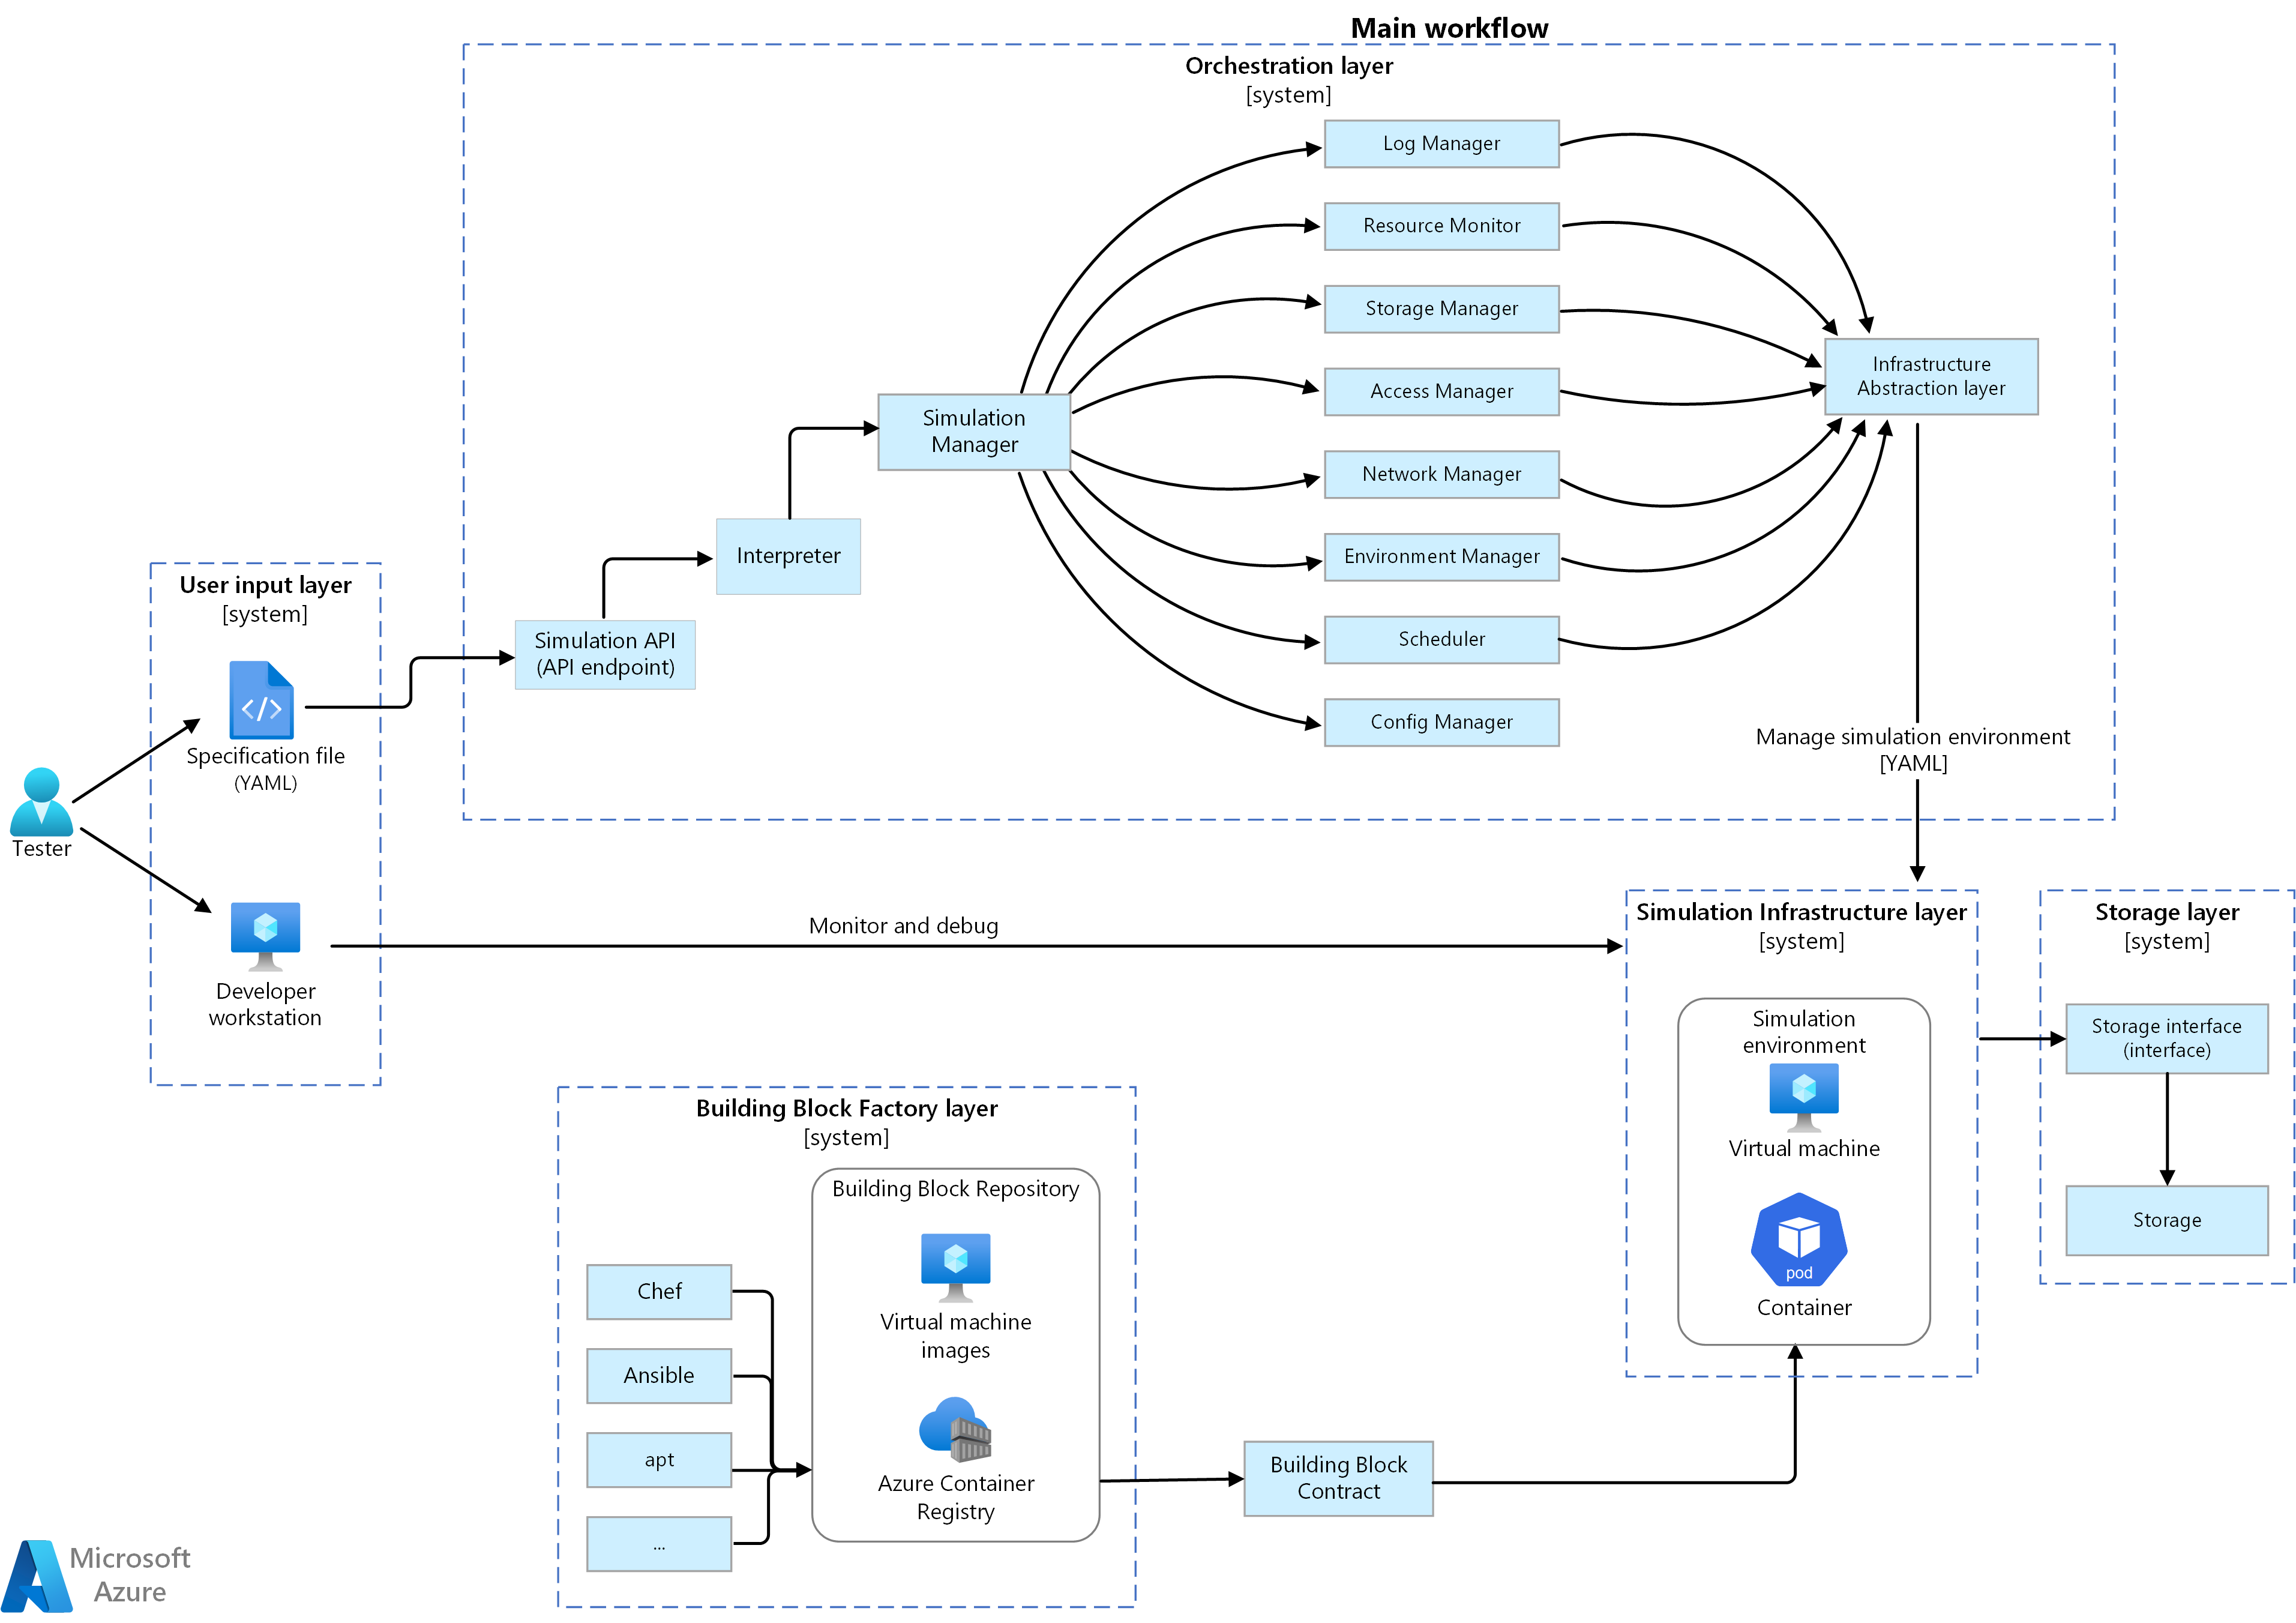 Main workflow
Orchestration layer
[system]
Log Manager
Resource Monitor
Storage Manager
Access Manager
Network Manager
Environment Manager
Scheduler
Config Manager
Infrastructure
Abstraction layer
Simulation
Manager
Interpreter
Simulation API
(API endpoint)
Manage simulation environment
[YAML]
User input layer
[system]
Specification file
(YAML)
Tester
Developer
workstation
Monitor and debug
Simulation Infrastructure layer
[system]
Simulation
environment
Virtual machine
pod
Container
Storage layer
[system]
Storage interface
(interface)
Storage
Building Block Factory layer
[system]
Building Block Repository
Virtual machine
images
Azure Container
Registry
Chef
Ansible
apt
...
Building Block
Contract
Microsoft
Azure